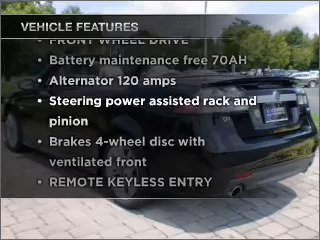 VEHICLE FEATURES
• FRONT WHEEL DRIVE
• Battery maintenance free 70AH
• Alternator 120 amps
• Steering power assisted rack and
pinion
• Brakes 4-wheel disc with
ventilated front
• REMOTE KEYLESS ENTRY